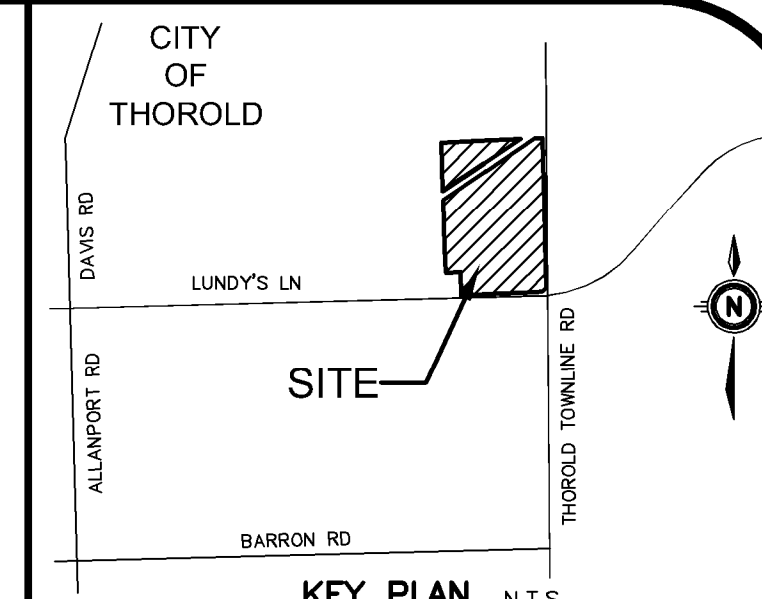 CITY
OF
THOROLD
DAVIS RD
LUNDY'S LN
N
SITE
ALLANPORT RD
THOROLD TOWNLINE RD
BARRON RD
KEY PLAN N.T.S.